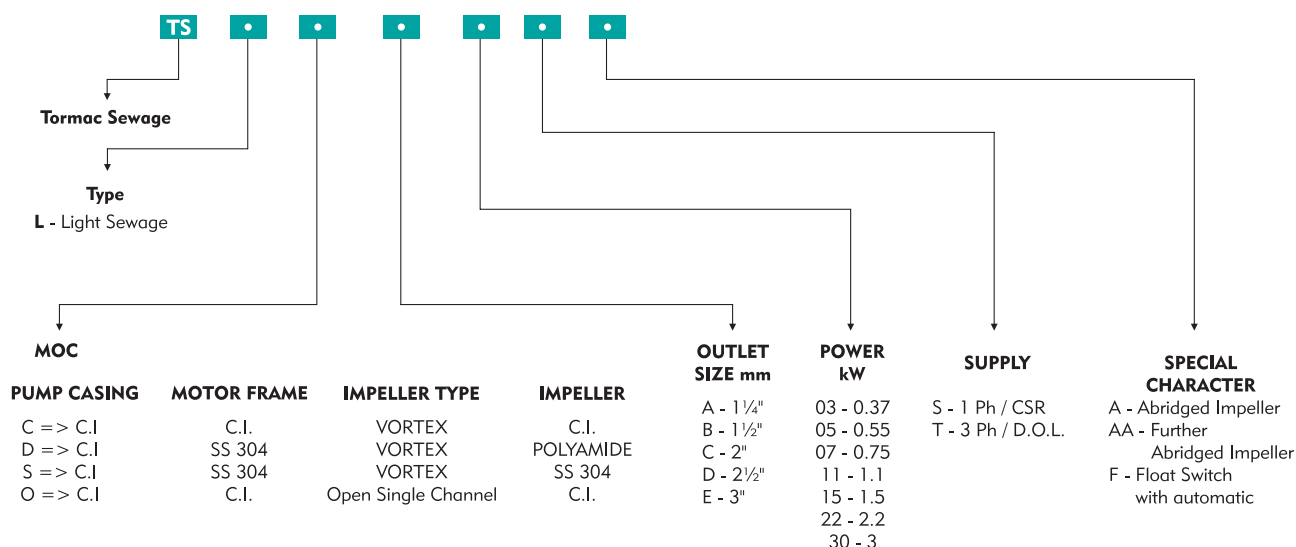 TS
Tormac Sewage
Type
L - Light Sewage
MOC
PUMP CASING MOTOR FRAME IMPELLER TYPE IMPELLER
C => C.I C.I. VORTEX C.I.
D => C.I SS 304 VORTEX POLYAMIDE
S => C.I SS 304 VORTEX SS 304
O => C.I C.I. Open Single Channel C.I.
OUTLET
SIZE mm
A - 1¼"
B - 1½"
C - 2"
D - 2½"
E - 3"
POWER
kW
03 - 0.37
05 - 0.55
07 - 0.75
11 - 1.1
15 - 1.5
22 - 2.2
30 - 3
SUPPLY
S - 1 Ph / CSR
T - 3 Ph / D.O.L.
SPECIAL
CHARACTER
A - Abridged Impeller
AA - Further
Abridged Impeller
F - Float Switch
with automatic